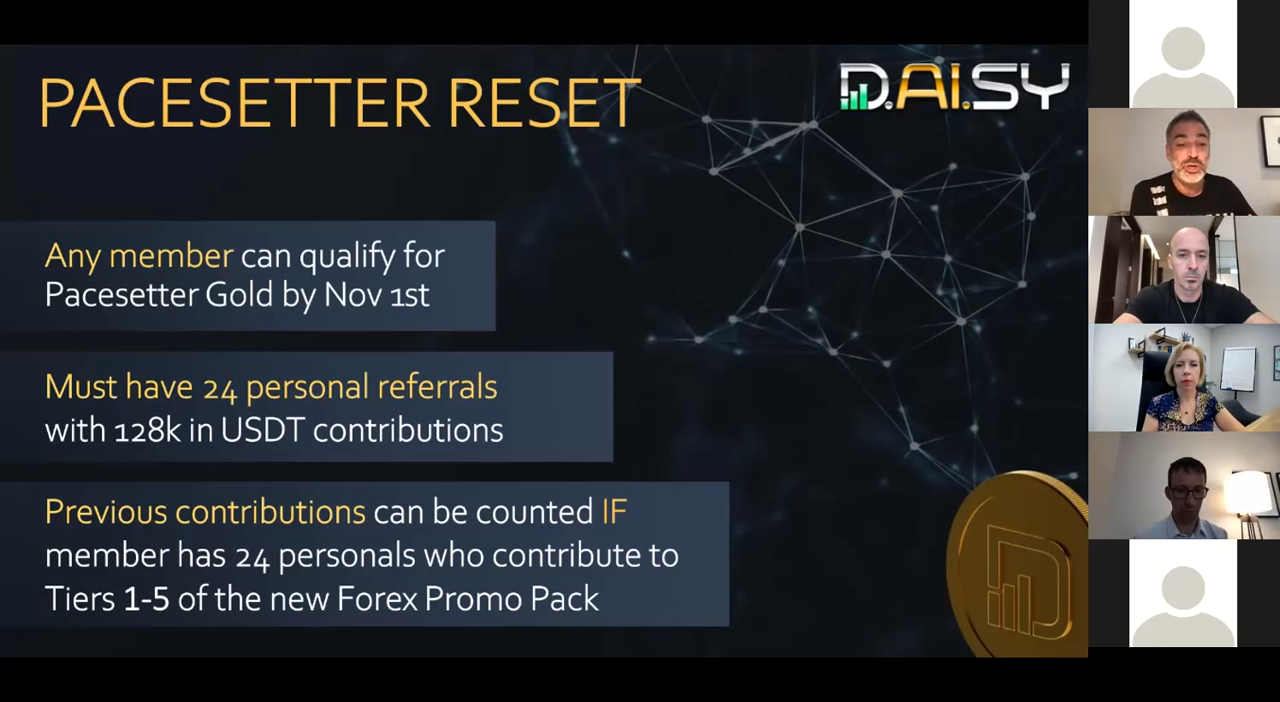 PACESETTER RESET
D.AI.SY
Any member can qualify for
Pacesetter Gold by Nov 1st
Must have 24 personal referrals
with 128k in USDT contributions
Previous contributions can be counted IF
member has 24 personals who contribute to
Tiers 1-5 of the new Forex Promo Pack